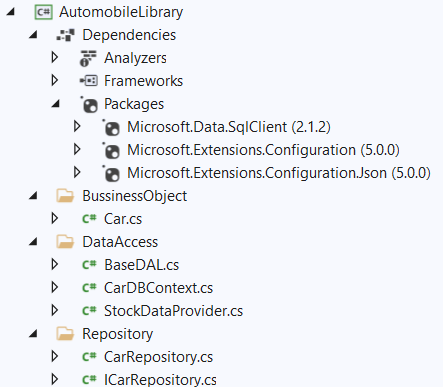 C# AutomobileLibrary
Dependencies
Analyzers
Frameworks
Packages
Microsoft.Data.SqlClient (2.1.2)
Microsoft.Extensions.Configuration (5.0.0)
Microsoft.Extensions.Configuration.Json (5.0.0)
BussinessObject
C# Car.cs
DataAccess
C# BaseDAL.cs
C# CarDBContext.cs
C# StockDataProvider.cs
Repository
C# CarRepository.cs
C# ICarRepository.cs